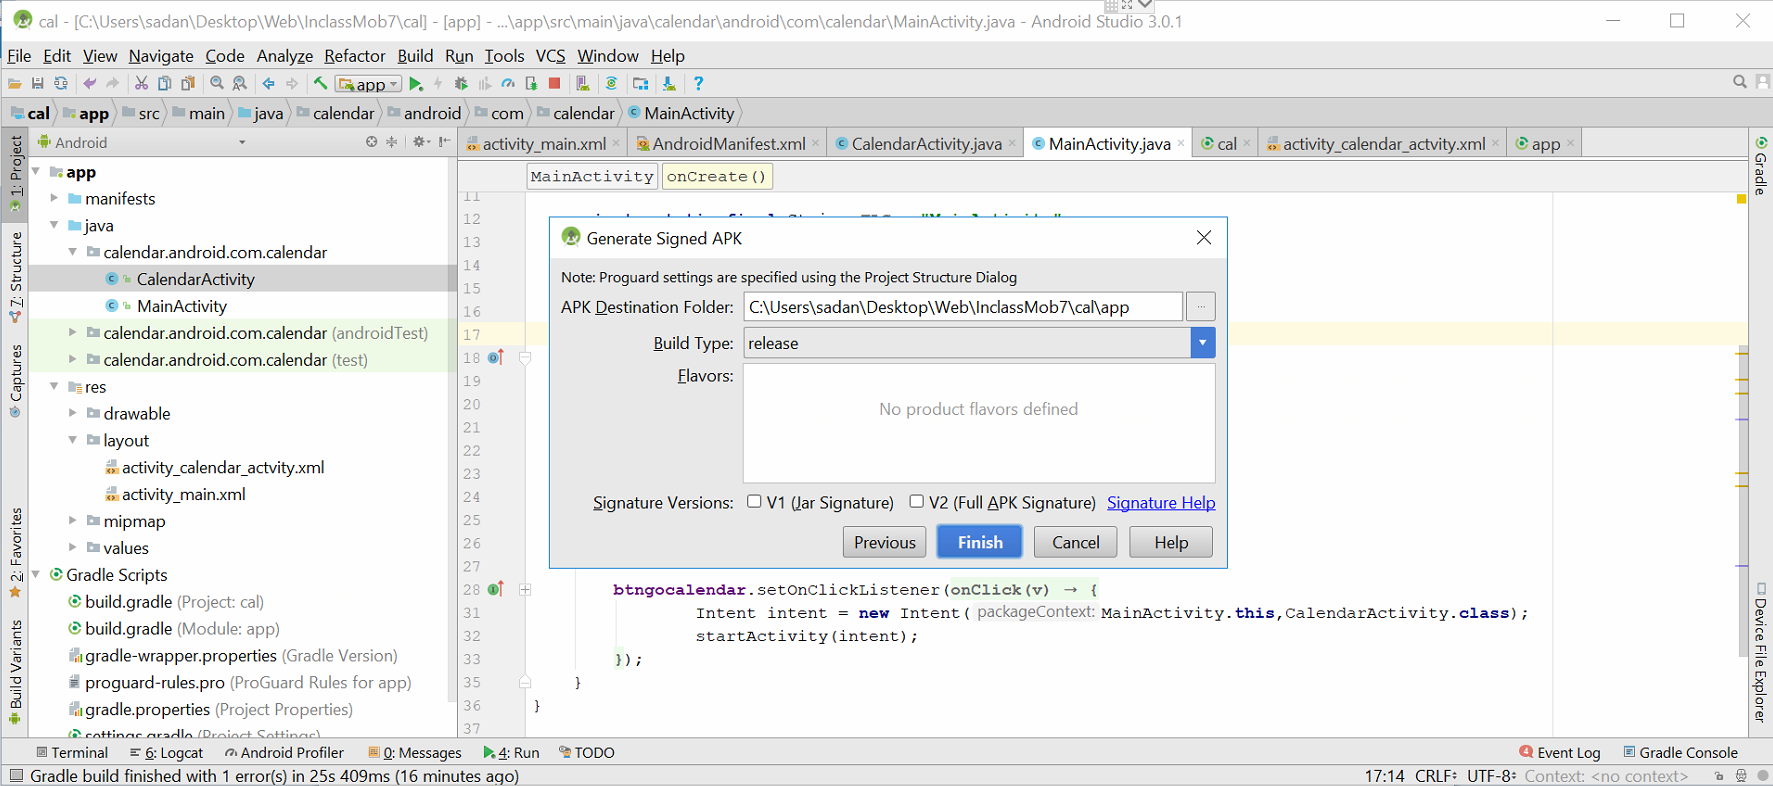 cal - [C:\Users\sadan\Desktop\Web\InclassMob7\cal] - [app] - ...\app\src\main\java\calendar\android\com\calendar\MainActivity.java - Android Studio 3.0.1
File Edit View Navigate Code Analyze Refactor Build Run Tools VCS Window Help
app
cal app src main java calendar android com calendar MainActivity
Android
activity_main.xml AndroidManifest.xml CalendarActivity.java MainActivity.java cal activity_calendar_actvity.xml app
MainActivity onCreate()
1: Project
7: Structure
Captures
2: Favorites
Build Variants
app
manifests
java
calendar.android.com.calendar
CalendarActivity
MainActivity
calendar.android.com.calendar (androidTest)
calendar.android.com.calendar (test)
res
drawable
layout
activity_calendar_actvity.xml
activity_main.xml
mipmap
values
Gradle Scripts
build.gradle (Project: cal)
build.gradle (Module: app)
gradle-wrapper.properties (Gradle Version)
proguard-rules.pro (ProGuard Rules for app)
gradle.properties (Project Properties)
settings.gradle (Project Settings)
11
12
13
14
15
16
17
18
19
20
21
22
23
24
25
26
27
28 btngocalendar.setOnClickListener(onClick(v) → {
31 Intent intent = new Intent( packageContext: MainActivity.this,CalendarActivity.class);
32 startActivity(intent);
33 });
35 }
36 }
37
Generate Signed APK
Note: Proguard settings are specified using the Project Structure Dialog
APK Destination Folder: C:\Users\sadan\Desktop\Web\InclassMob7\cal\app ...
Build Type: release
Flavors:
No product flavors defined
Signature Versions: V1 (Jar Signature) V2 (Full APK Signature) Signature Help
Previous Finish Cancel Help
Gradle
Device File Explorer
Terminal 6: Logcat Android Profiler 0: Messages 4: Run TODO 4 Event Log Gradle Console
Gradle build finished with 1 error(s) in 25s 409ms (16 minutes ago) 17:14 CRLF UTF-8 Context: <no context>